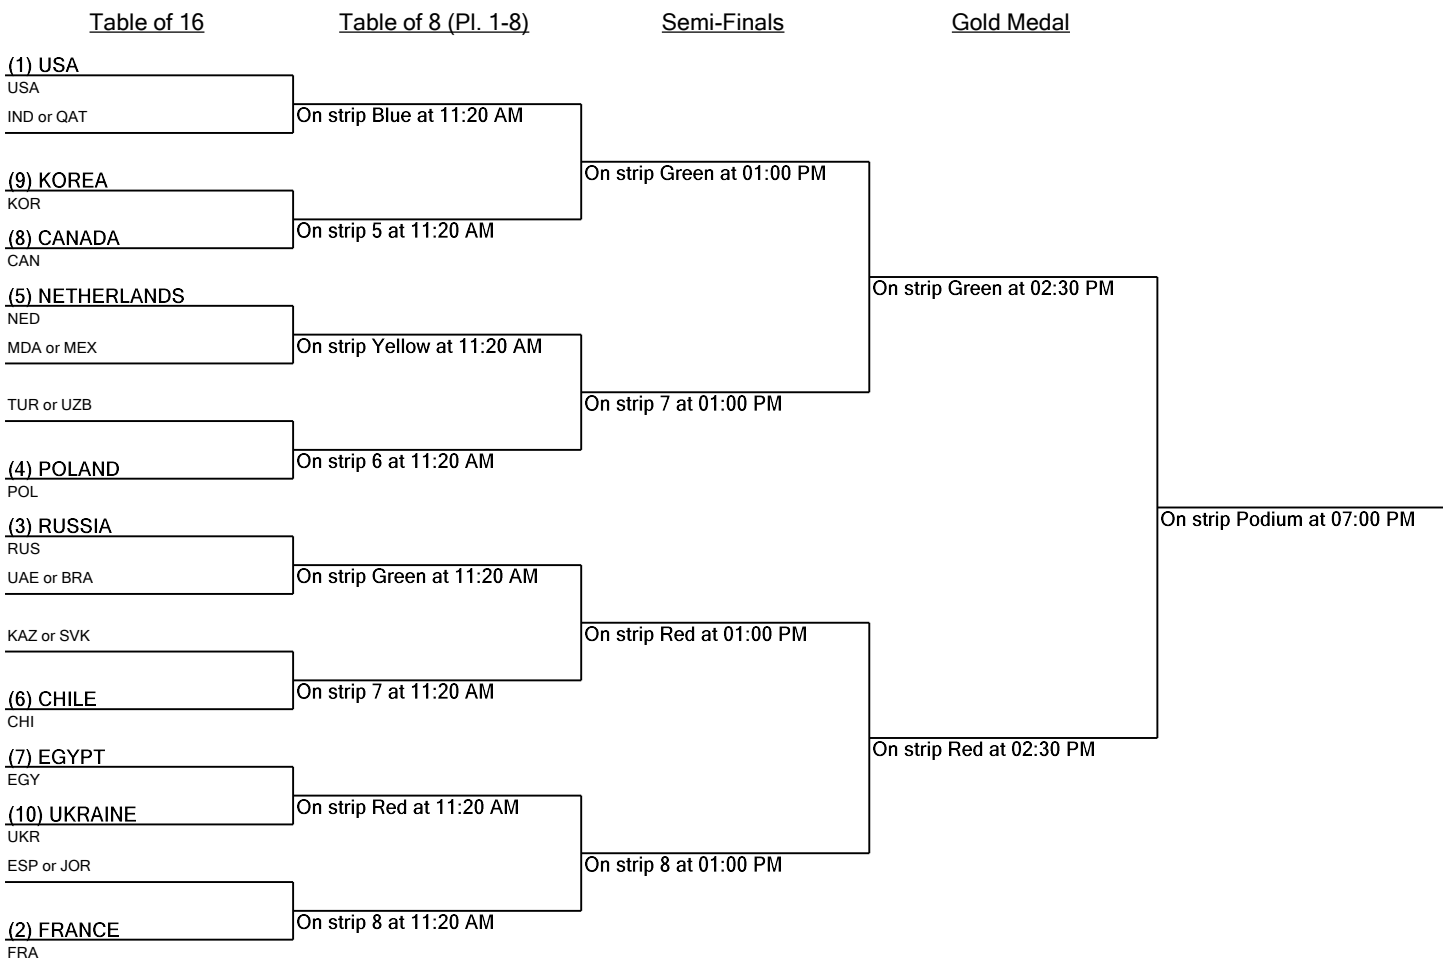 Table of 16
Table of 8 (Pl. 1-8)
Semi-Finals
Gold Medal
(1) USA
USA
IND or QAT
On strip Blue at 11:20 AM
On strip Green at 01:00 PM
(9) KOREA
KOR
On strip 5 at 11:20 AM
(8) CANADA
CAN
On strip Green at 02:30 PM
(5) NETHERLANDS
NED
MDA or MEX
On strip Yellow at 11:20 AM
On strip 7 at 01:00 PM
TUR or UZB
On strip 6 at 11:20 AM
(4) POLAND
POL
On strip Podium at 07:00 PM
(3) RUSSIA
RUS
UAE or BRA
On strip Green at 11:20 AM
On strip Red at 01:00 PM
KAZ or SVK
On strip 7 at 11:20 AM
(6) CHILE
CHI
On strip Red at 02:30 PM
(7) EGYPT
EGY
On strip Red at 11:20 AM
(10) UKRAINE
UKR
ESP or JOR
On strip 8 at 01:00 PM
On strip 8 at 11:20 AM
(2) FRANCE
FRA